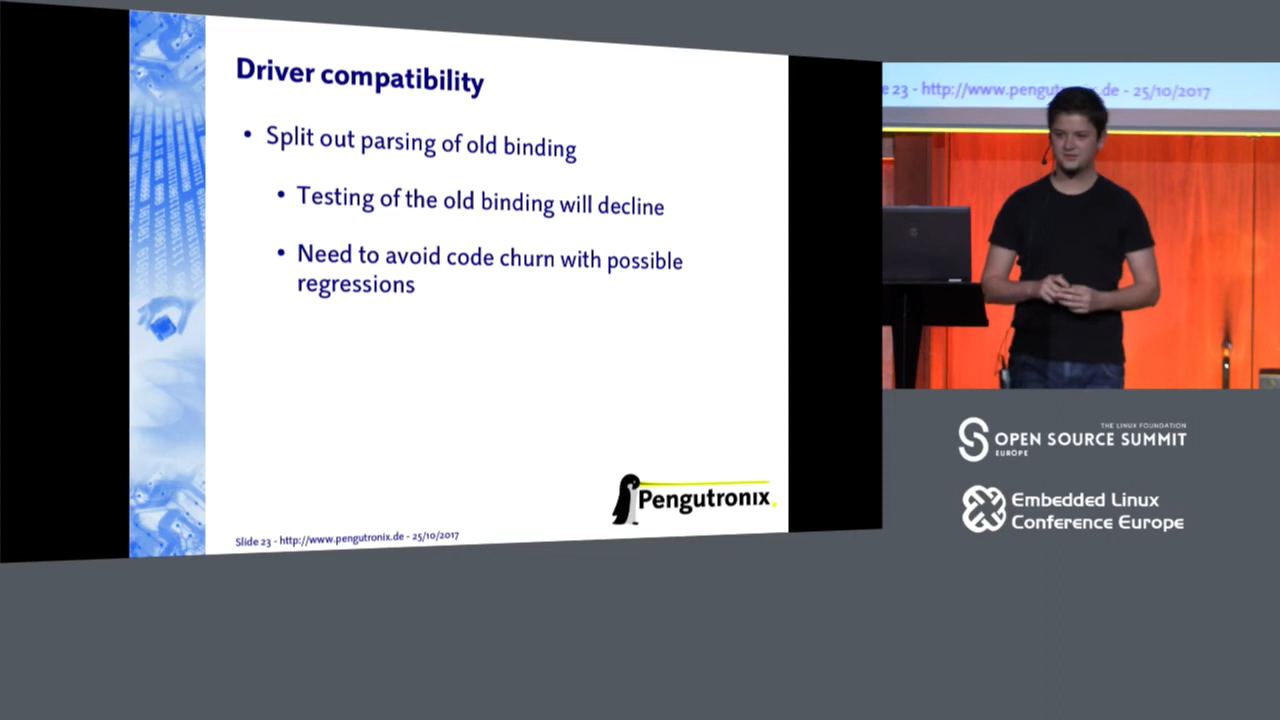 Driver compatibility
• Split out parsing of old binding
• Testing of the old binding will decline
• Need to avoid code churn with possible
regressions
Pengutronix.
Slide 23 - http://www.pengutronix.de - 25/10/2017
e 23 - http://www.pengut x.de - 25/10/2017
THE LINUX FOUNDATION
OPEN SOURCE SUMMIT
EUROPE
Embedded Linux
Conference Europe